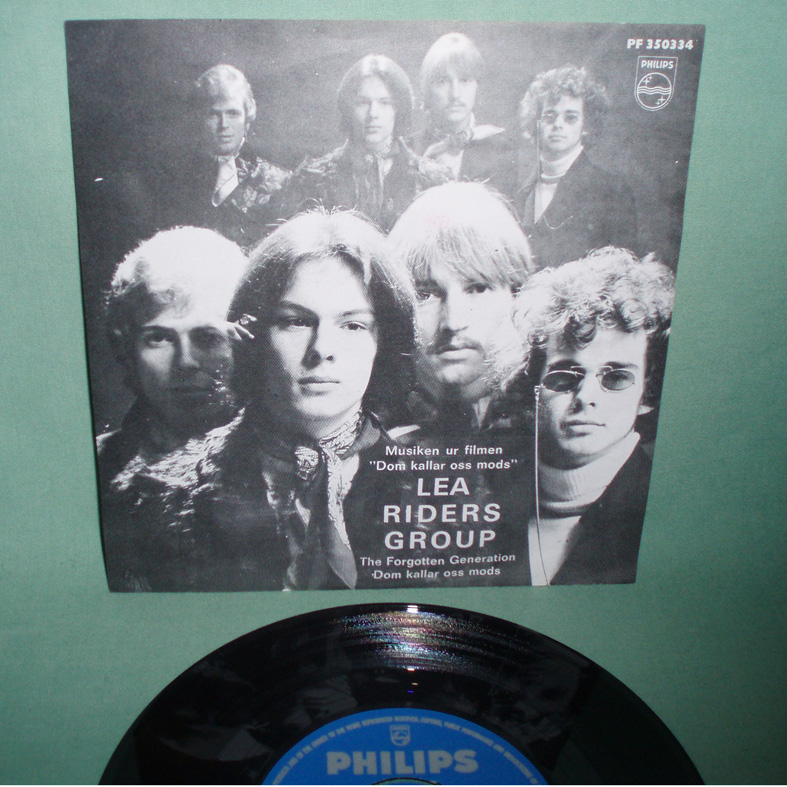 PF 350334
PHILIPS
Musiken ur filmen
"Dom kallar oss mods"
LEA
RIDERS
GROUP
The Forgotten Generation
Dom kallar oss mods
PHILIPS